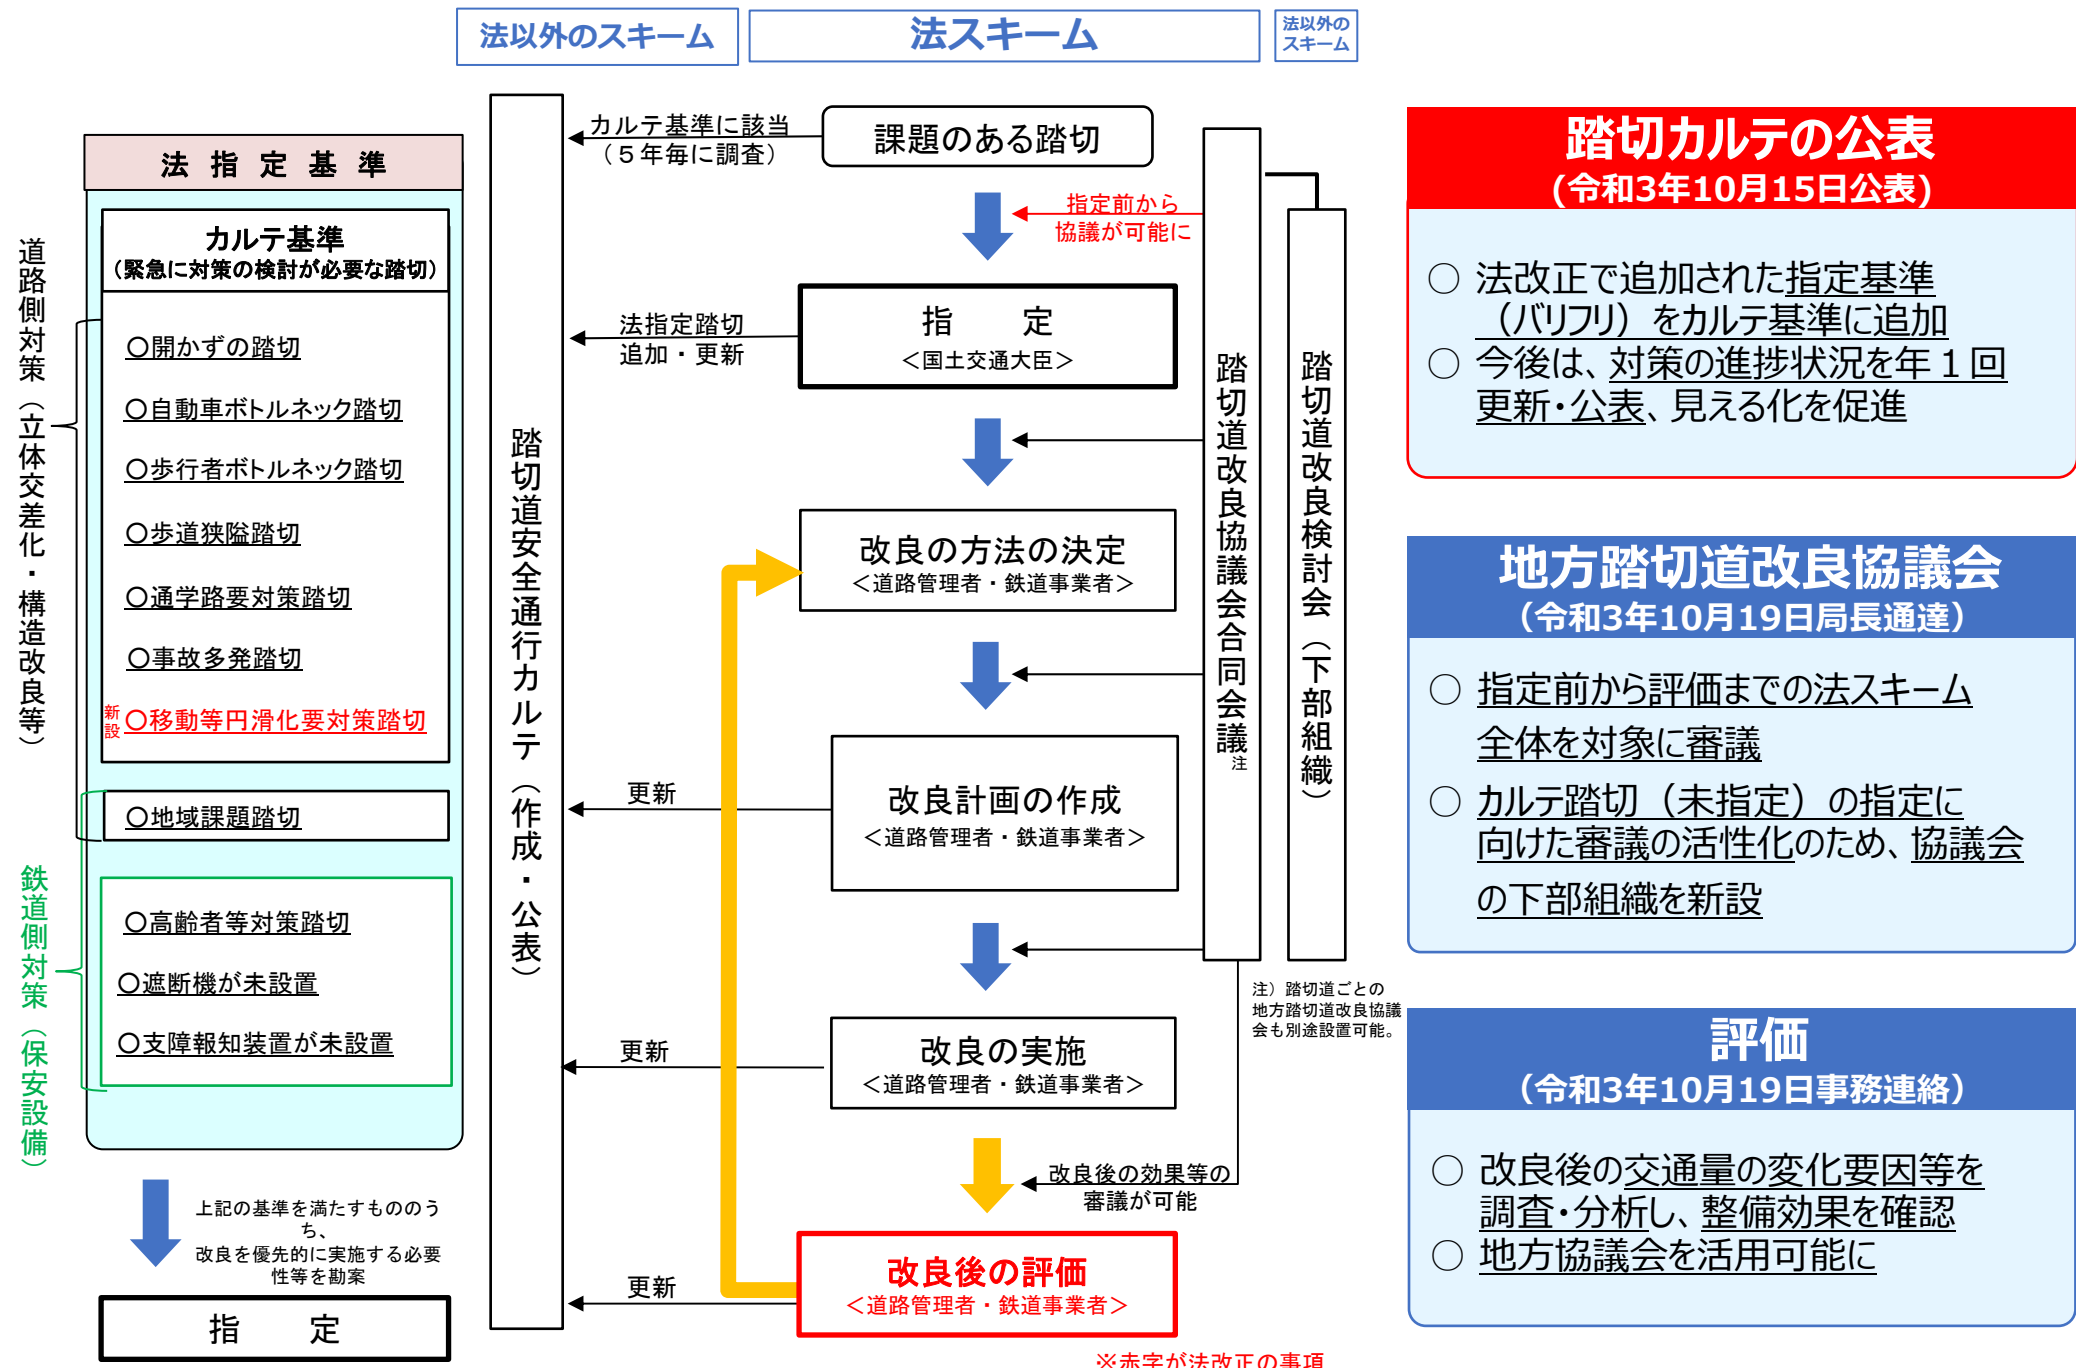 法以外のスキーム
法スキーム
法以外の
スキーム
法 指 定 基 準
カルテ基準
（緊急に対策の検討が必要な踏切）
〇開かずの踏切
〇自動車ボトルネック踏切
〇歩行者ボトルネック踏切
〇歩道狭隘踏切
〇通学路要対策踏切
〇事故多発踏切
新設
〇移動等円滑化要対策踏切
〇地域課題踏切
〇高齢者等対策踏切
〇遮断機が未設置
〇支障報知装置が未設置
道路側対策（立体交差化・構造改良等）
鉄道側対策（保安設備）
上記の基準を満たすもののう
ち、
改良を優先的に実施する必要
性等を勘案
指　　定
踏切道安全通行カルテ（作成・公表）
カルテ基準に該当
（５年毎に調査）
課題のある踏切
指定前から
協議が可能に
法指定踏切
追加・更新
指　　定
＜国土交通大臣＞
改良の方法の決定
＜道路管理者・鉄道事業者＞
更新
改良計画の作成
＜道路管理者・鉄道事業者＞
更新
改良の実施
＜道路管理者・鉄道事業者＞
改良後の効果等の
審議が可能
更新
改良後の評価
＜道路管理者・鉄道事業者＞
踏切道改良協議会合同会議注
踏切道改良検討会（下部組織）
注）踏切道ごとの
地方踏切道改良協議
会も別途設置可能。
※赤字が法改正の事項
踏切カルテの公表
(令和3年10月15日公表)
○ 法改正で追加された指定基準
（バリフリ）をカルテ基準に追加
○ 今後は、対策の進捗状況を年１回
更新・公表、見える化を促進
地方踏切道改良協議会
（令和3年10月19日局長通達）
○ 指定前から評価までの法スキーム
全体を対象に審議
○ カルテ踏切（未指定）の指定に
向けた審議の活性化のため、協議会
の下部組織を新設
評価
（令和3年10月19日事務連絡）
○ 改良後の交通量の変化要因等を
調査・分析し、整備効果を確認
○ 地方協議会を活用可能に